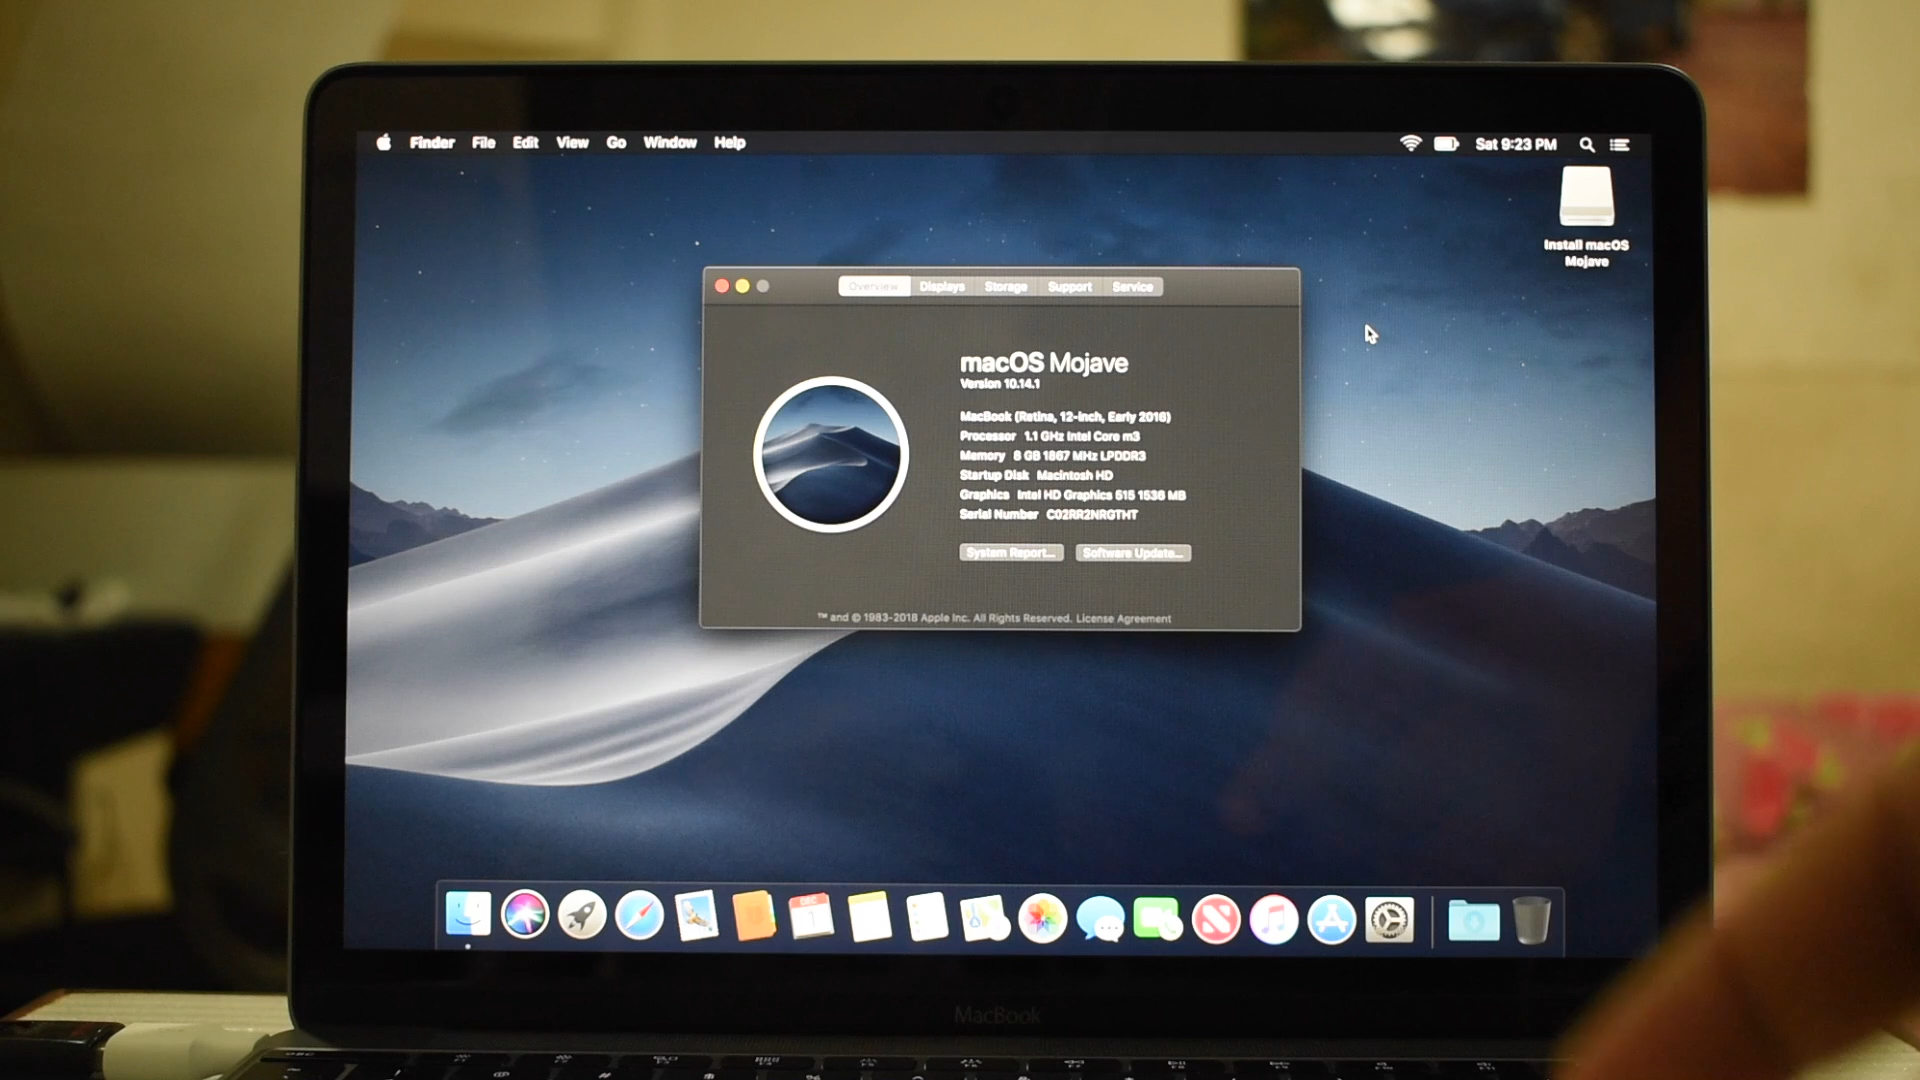 Finder File Edit View Go Window Help
Sat 9:23 PM
Install macOS
Mojave
Overview Displays Storage Support Service
macOS Mojave
Version 10.14.1
MacBook (Retina, 12-inch, Early 2016)
Processor 1.1 GHz Intel Core m3
Memory 8 GB 1867 MHz LPDDR3
Startup Disk Macintosh HD
Graphics Intel HD Graphics 515 1536 MB
Serial Number C02RR2NRGTHT
System Report... Software Update...
™ and © 1983-2018 Apple Inc. All Rights Reserved. License Agreement
DEC
1
MacBook